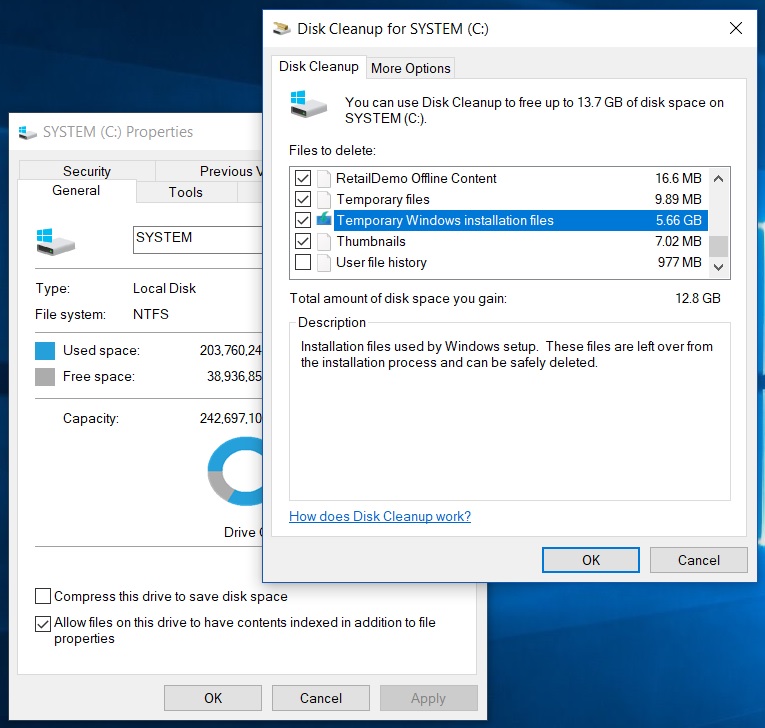 Disk Cleanup for SYSTEM (C:)
Disk Cleanup
More Options
You can use Disk Cleanup to free up to 13.7 GB of disk space on
SYSTEM (C:).
Files to delete:
RetailDemo Offline Content 16.6 MB
Temporary files 9.89 MB
Temporary Windows installation files 5.66 GB
Thumbnails 7.02 MB
User file history 977 MB
Total amount of disk space you gain: 12.8 GB
Description
Installation files used by Windows setup. These files are left over from
the installation process and can be safely deleted.
How does Disk Cleanup work?
OK
Cancel
SYSTEM (C:) Properties
Security
Previous V
General
Tools
SYSTEM
Type: Local Disk
File system: NTFS
Used space: 203,760,24
Free space: 38,936,85
Capacity: 242,697,10
Drive
Compress this drive to save disk space
Allow files on this drive to have contents indexed in addition to file
properties
OK
Cancel
Apply